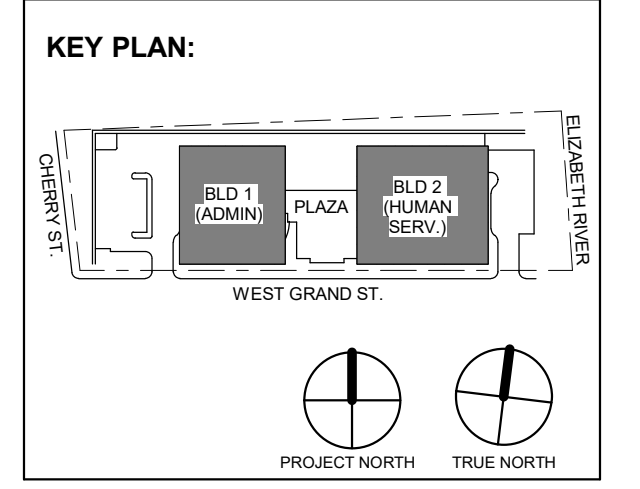 KEY PLAN:
CHERRY ST.
BLD 1
(ADMIN)
PLAZA
BLD 2
(HUMAN
SERV.)
ELIZABETH RIVER
WEST GRAND ST.
PROJECT NORTH
TRUE NORTH